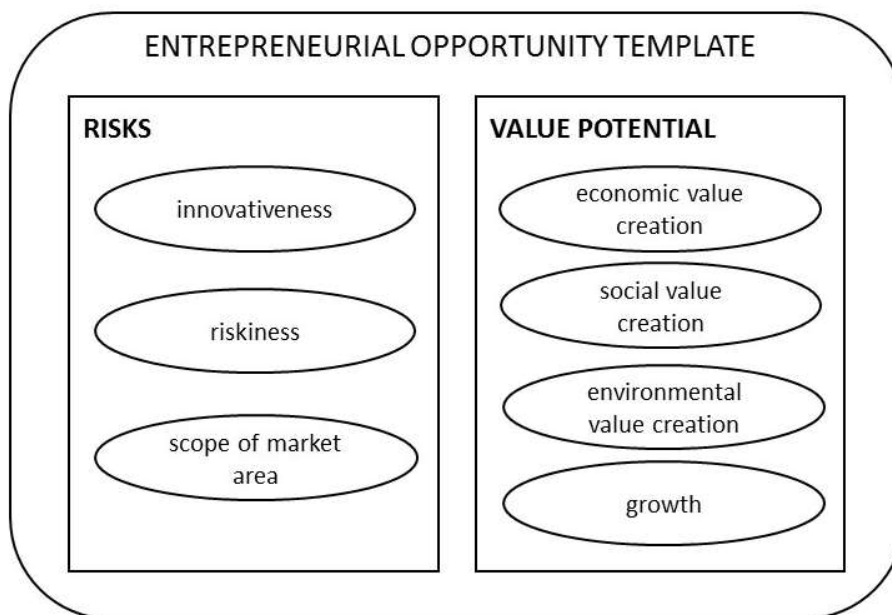 ENTREPRENEURIAL OPPORTUNITY TEMPLATE
RISKS
innovativeness
riskiness
scope of market
area
VALUE POTENTIAL
economic value
creation
social value
creation
environmental
value creation
growth